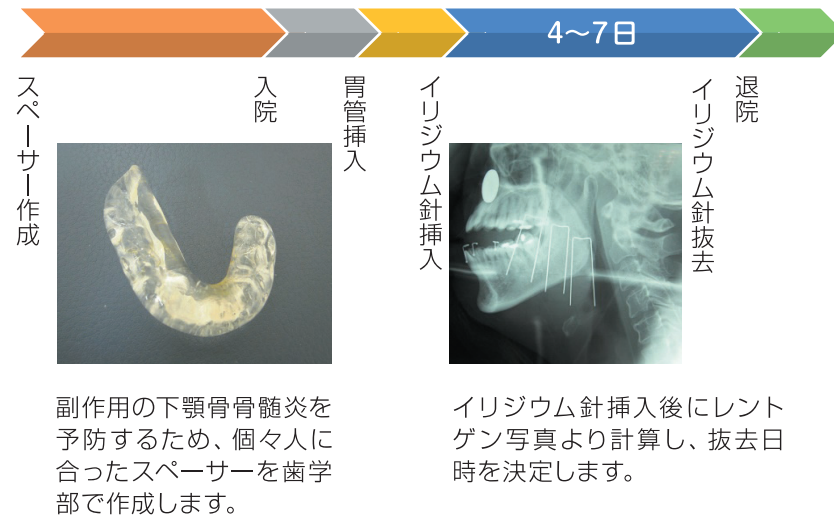 4〜7日
スペーサー作成
入院
胃管挿入
イリジウム針挿入
イリジウム針抜去
退院
副作用の下顎骨骨髄炎を
予防するため、個々人に
合ったスペーサーを歯学
部で作成します。
イリジウム針挿入後にレント
ゲン写真より計算し、抜去日
時を決定します。